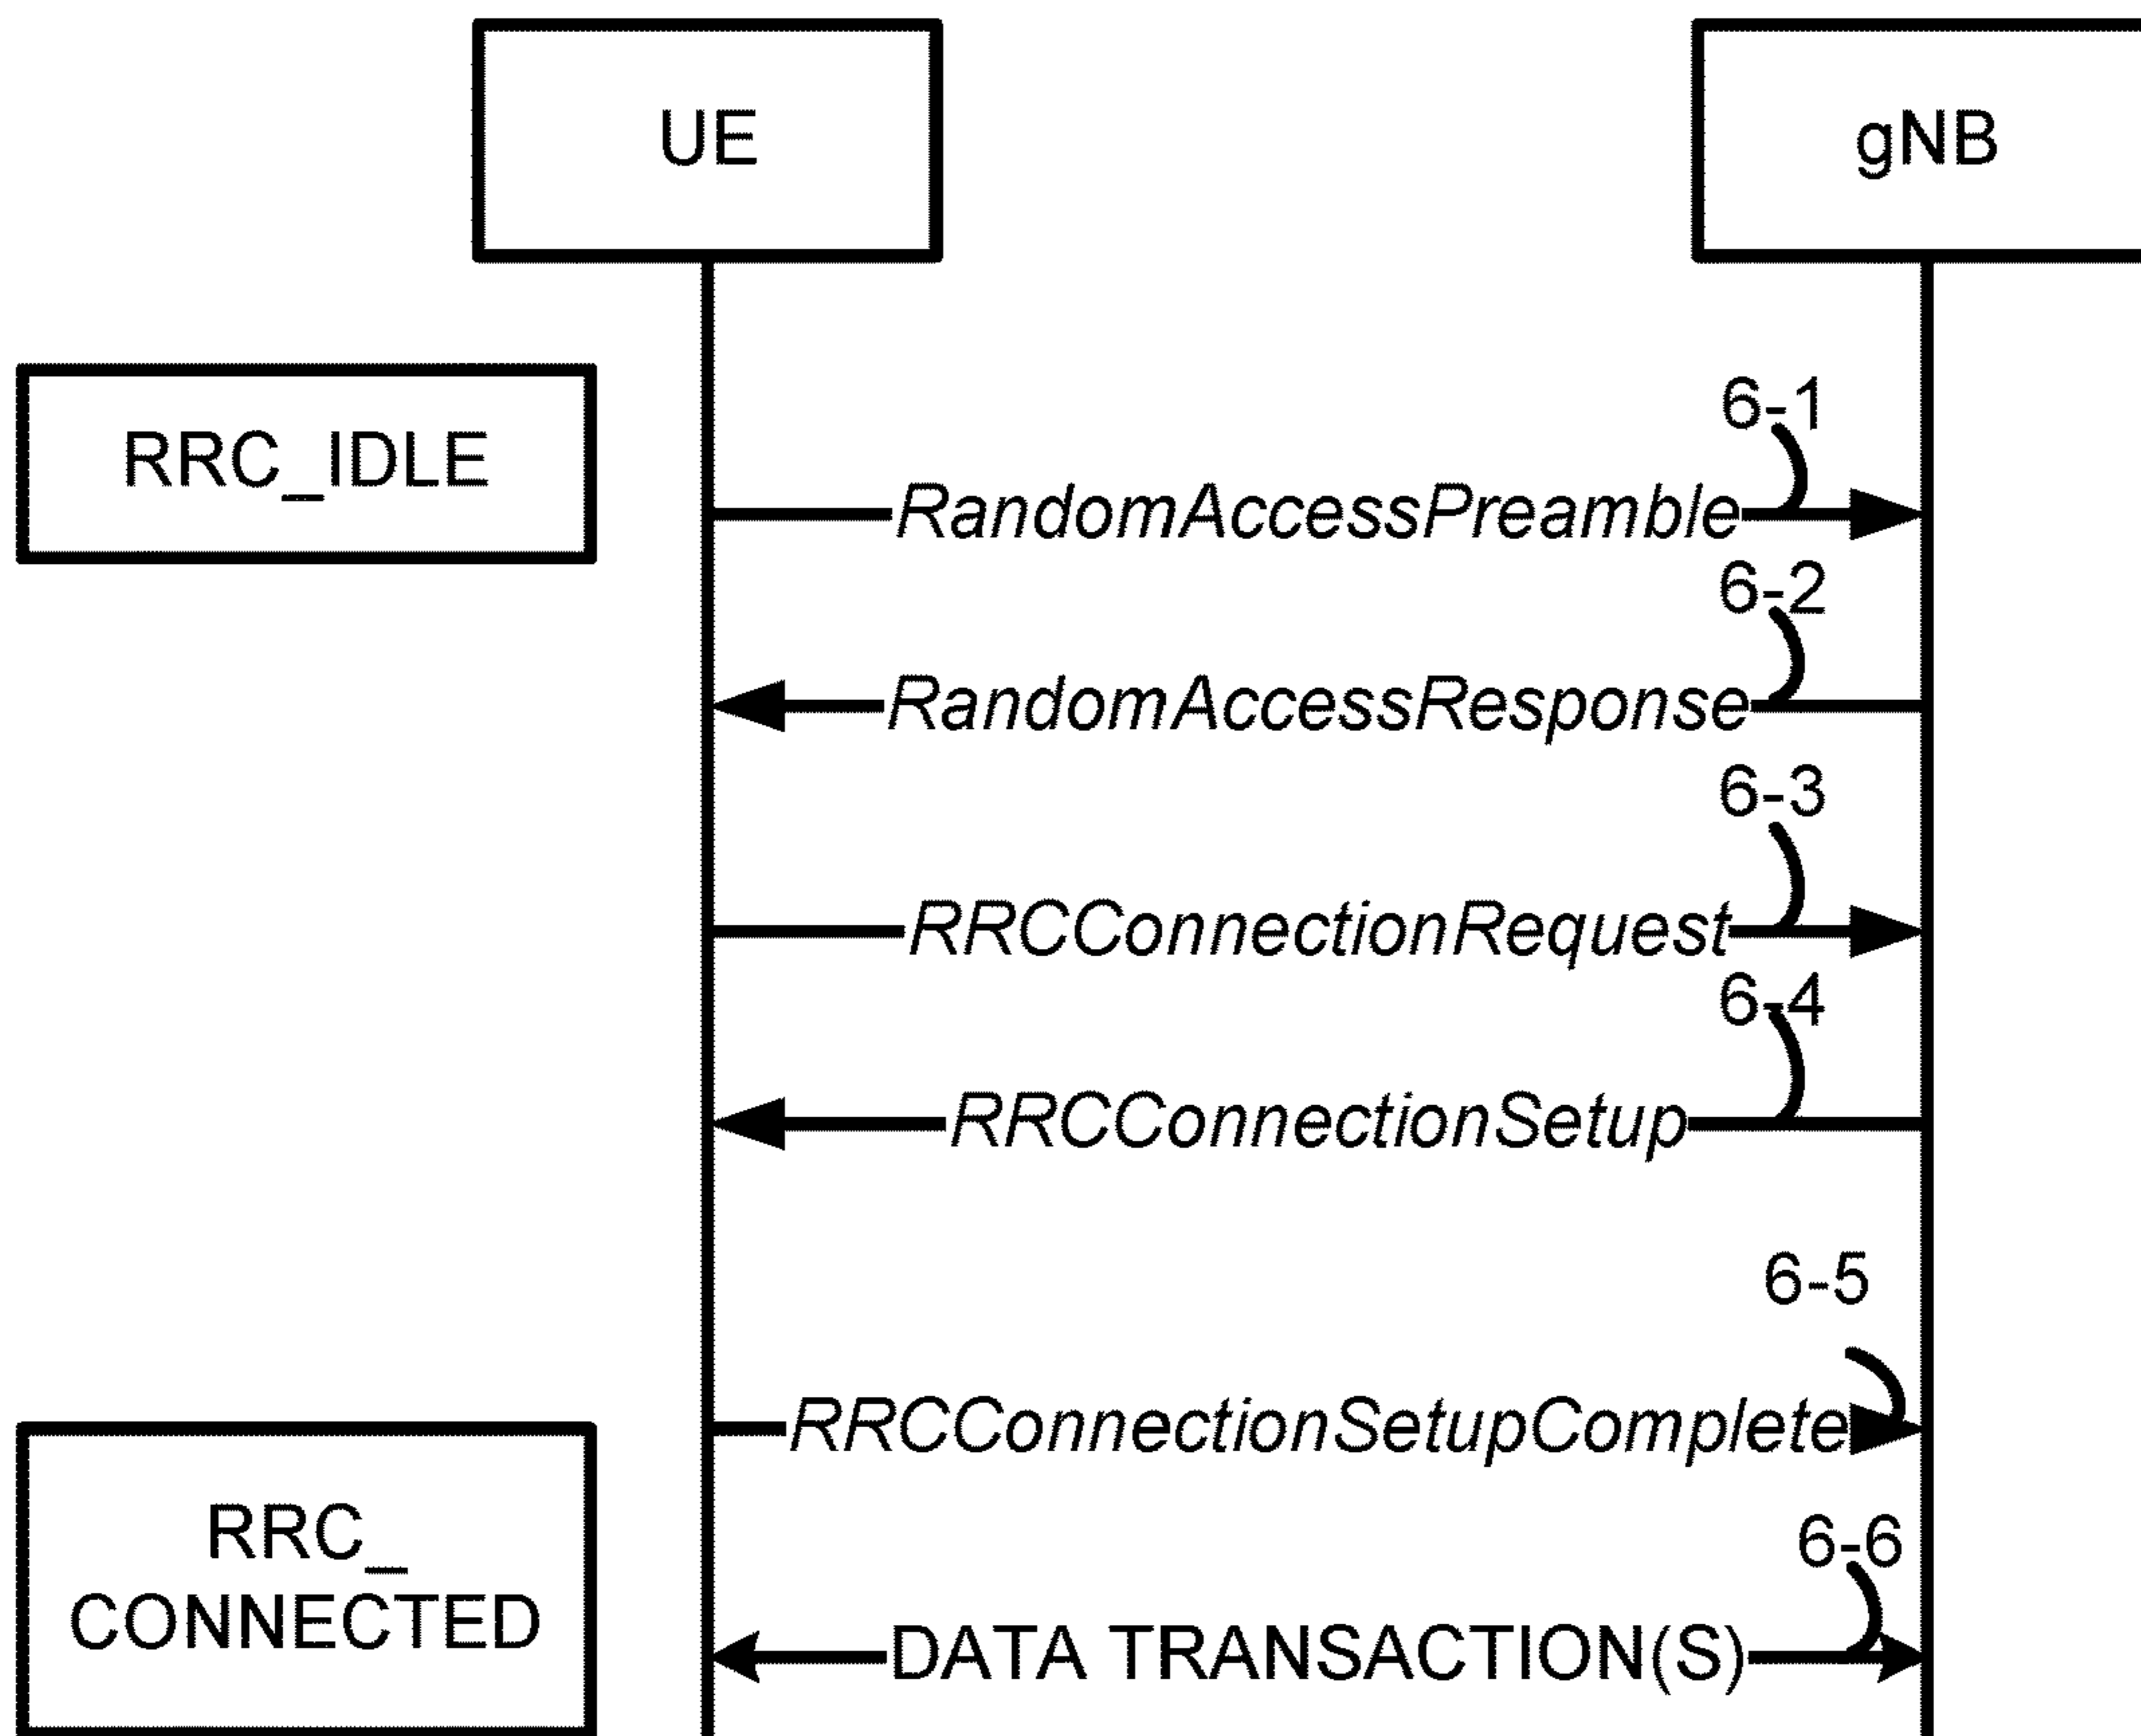 UE
gNB
RRC_IDLE
6-1
RandomAccessPreamble
6-2
RandomAccessResponse
6-3
RRCConnectionRequest
6-4
RRCConnectionSetup
6-5
RRCConnectionSetupComplete
RRC_
CONNECTED
6-6
DATA TRANSACTION(S)